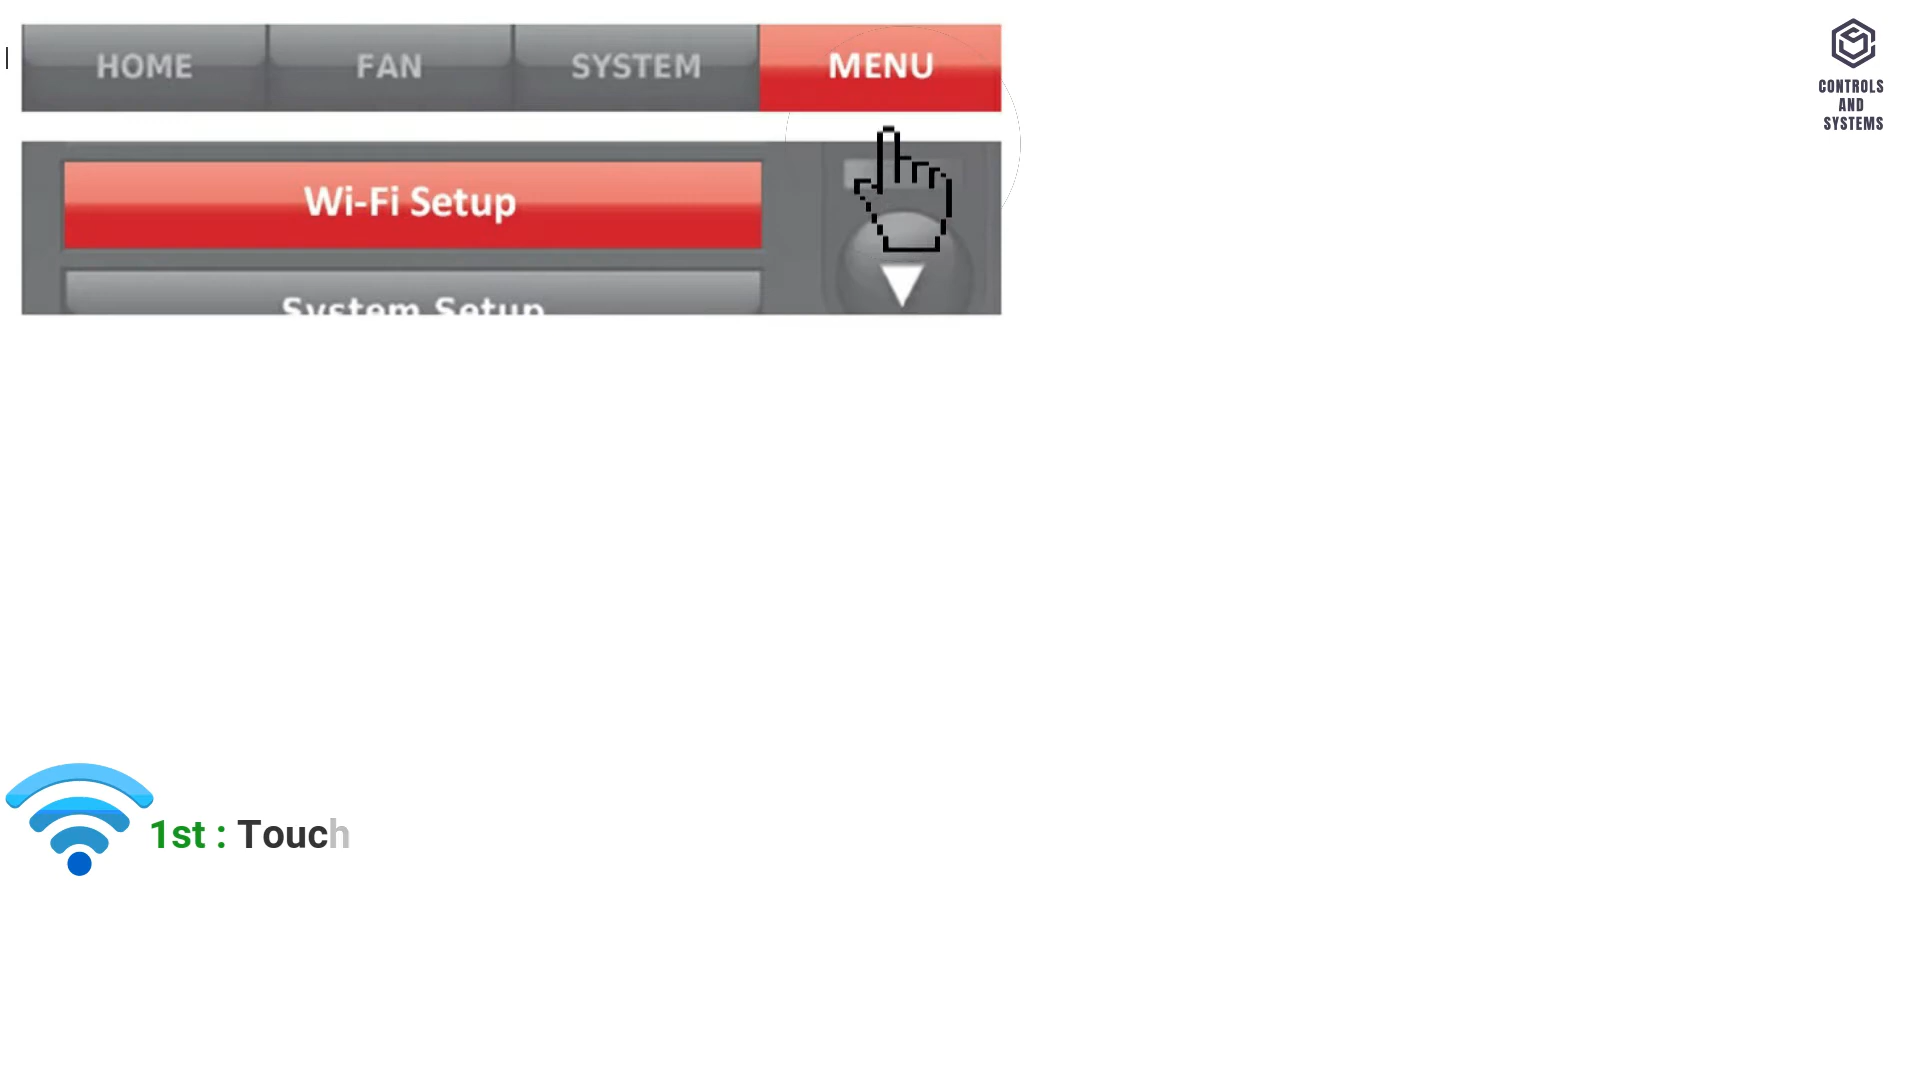 HOME FAN SYSTEM MENU
Wi-Fi Setup
System Setup
1st : Touch
CONTROLS
AND
SYSTEMS